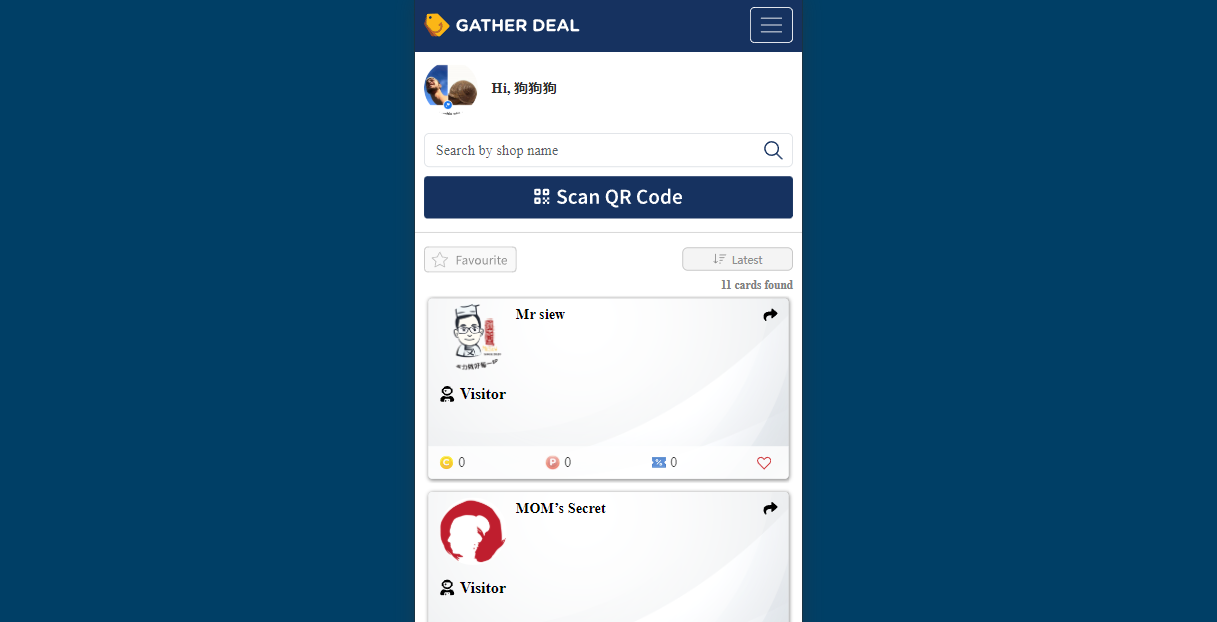 GATHER DEAL
Hi, 狗狗狗
Search by shop name
Scan QR Code
Favourite
Latest
11 cards found
Mr siew
Visitor
C 0
P 0
% 0
MOM's Secret
Visitor